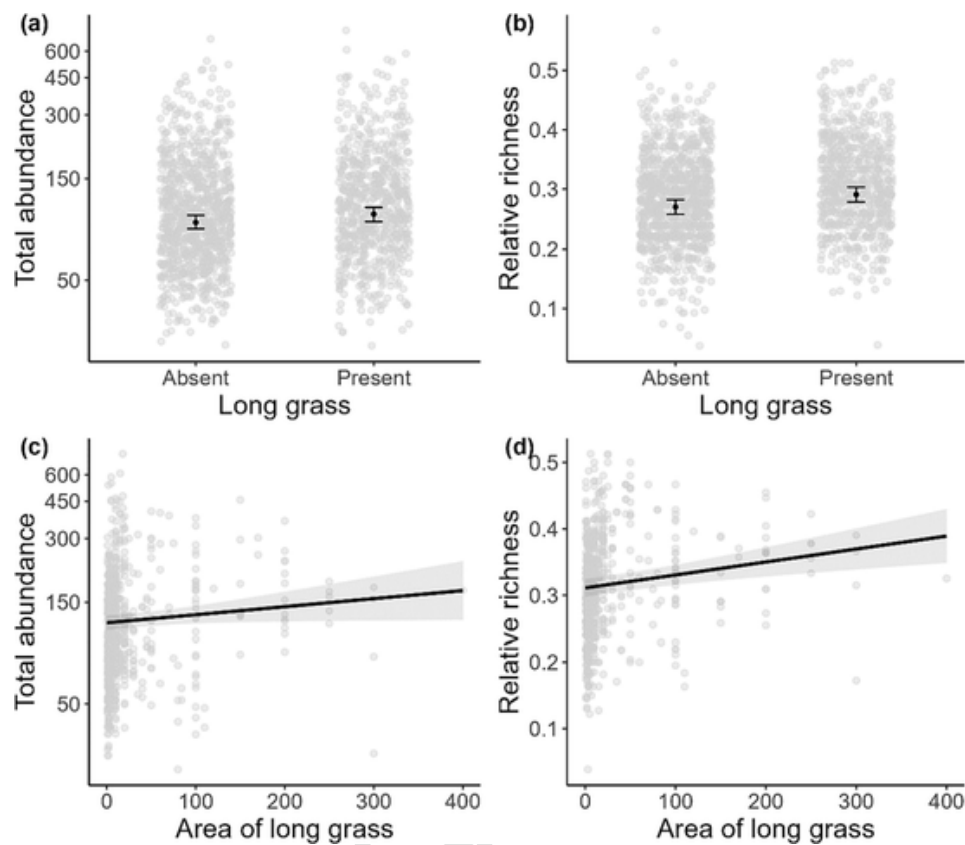 (a)
600
450
300
150
50
Total abundance
Absent
Present
Long grass
(b)
0.5
0.4
0.3
0.2
0.1
Relative richness
Absent
Present
Long grass
(c)
600
450
300
150
50
Total abundance
0
100
200
300
400
Area of long grass
(d)
0.5
0.4
0.3
0.2
0.1
Relative richness
0
100
200
300
400
Area of long grass